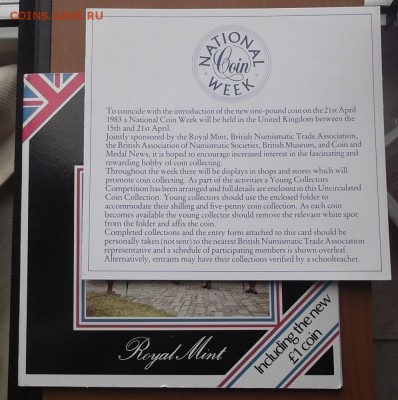 COINS.LAVE.RU
NATIONAL
Coin
WEEK
To coincide with the introduction of the new one-pound coin on the 21st April
1983 a National Coin Week will be held in the United Kingdom between the
15th and 21st April.
Jointly sponsored by the Royal Mint, British Numismatic Trade Association,
the British Association of Numismatic Societies, British Museum, and Coin and
Medal News, it is hoped to encourage increased interest in the fascinating and
rewarding hobby of coin collecting.
Throughout the week there will be displays in shops and stores which will
promote coin collecting. As part of the activities a Young Collectors
Competition has been arranged and full details are enclosed in this Uncirculated
Coin Collection. Young collectors should use the enclosed folder to
accommodate their shilling and five-penny coin collection. As each coin
becomes available the young collector should remove the relevant white spot
from the folder and affix the coin.
Completed collections and the entry form attached to this card should be
personally taken (not sent) to the nearest British Numismatic Trade Association
representative and a schedule of participating members is shown overleaf.
Alternatively, entrants may have their collections verified by a schoolteacher.
Royal Mint
Including the new
£1 coin